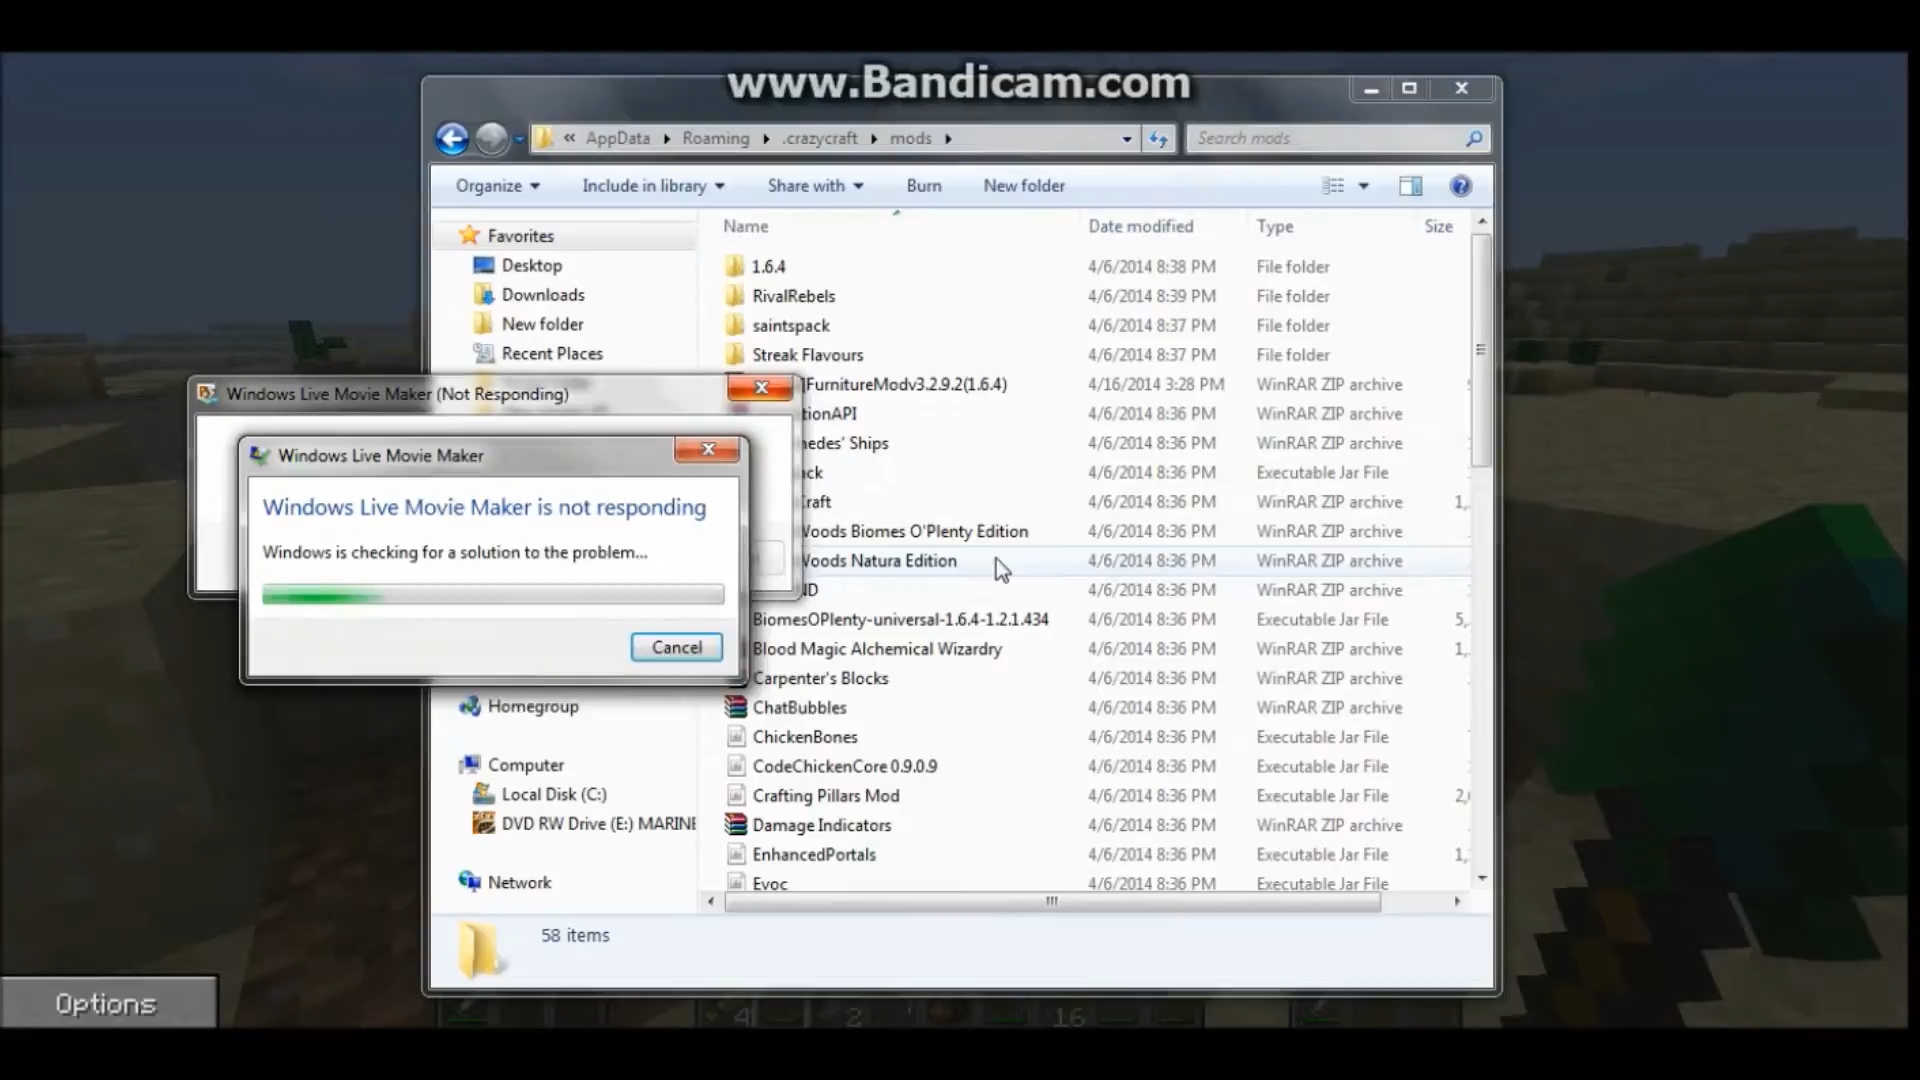 www.Bandicam.com
« AppData Roaming .crazycraft mods
Search mods
Organize Include in library Share with Burn New folder
Name Date modified Type Size
Favorites
Desktop
Downloads
New folder
Recent Places
Homegroup
Computer
Local Disk (C:)
DVD RW Drive (E:) MARINE
Network
1.6.4 4/6/2014 8:38 PM File folder
RivalRebels 4/6/2014 8:39 PM File folder
saintspack 4/6/2014 8:37 PM File folder
Streak Flavours 4/6/2014 8:37 PM File folder
]FurnitureModv3.2.9.2(1.6.4) 4/16/2014 3:28 PM WinRAR ZIP archive
tionAPI 4/6/2014 8:36 PM WinRAR ZIP archive
nedes' Ships 4/6/2014 8:36 PM WinRAR ZIP archive
ck 4/6/2014 8:36 PM Executable Jar File
raft 4/6/2014 8:36 PM WinRAR ZIP archive 1,
Woods Biomes O'Plenty Edition 4/6/2014 8:36 PM WinRAR ZIP archive
Woods Natura Edition 4/6/2014 8:36 PM WinRAR ZIP archive
ND 4/6/2014 8:36 PM WinRAR ZIP archive
BiomesOPlenty-universal-1.6.4-1.2.1.434 4/6/2014 8:36 PM Executable Jar File 5,
Blood Magic Alchemical Wizardry 4/6/2014 8:36 PM WinRAR ZIP archive 1,
Carpenter's Blocks 4/6/2014 8:36 PM WinRAR ZIP archive
ChatBubbles 4/6/2014 8:36 PM WinRAR ZIP archive
ChickenBones 4/6/2014 8:36 PM Executable Jar File
CodeChickenCore 0.9.0.9 4/6/2014 8:36 PM Executable Jar File
Crafting Pillars Mod 4/6/2014 8:36 PM Executable Jar File 2,
Damage Indicators 4/6/2014 8:36 PM WinRAR ZIP archive
EnhancedPortals 4/6/2014 8:36 PM Executable Jar File 1,
Evoc 4/6/2014 8:36 PM Executable Jar File
58 items
Windows Live Movie Maker (Not Responding)
Windows Live Movie Maker
Windows Live Movie Maker is not responding
Windows is checking for a solution to the problem...
Cancel
Options
4 2 16